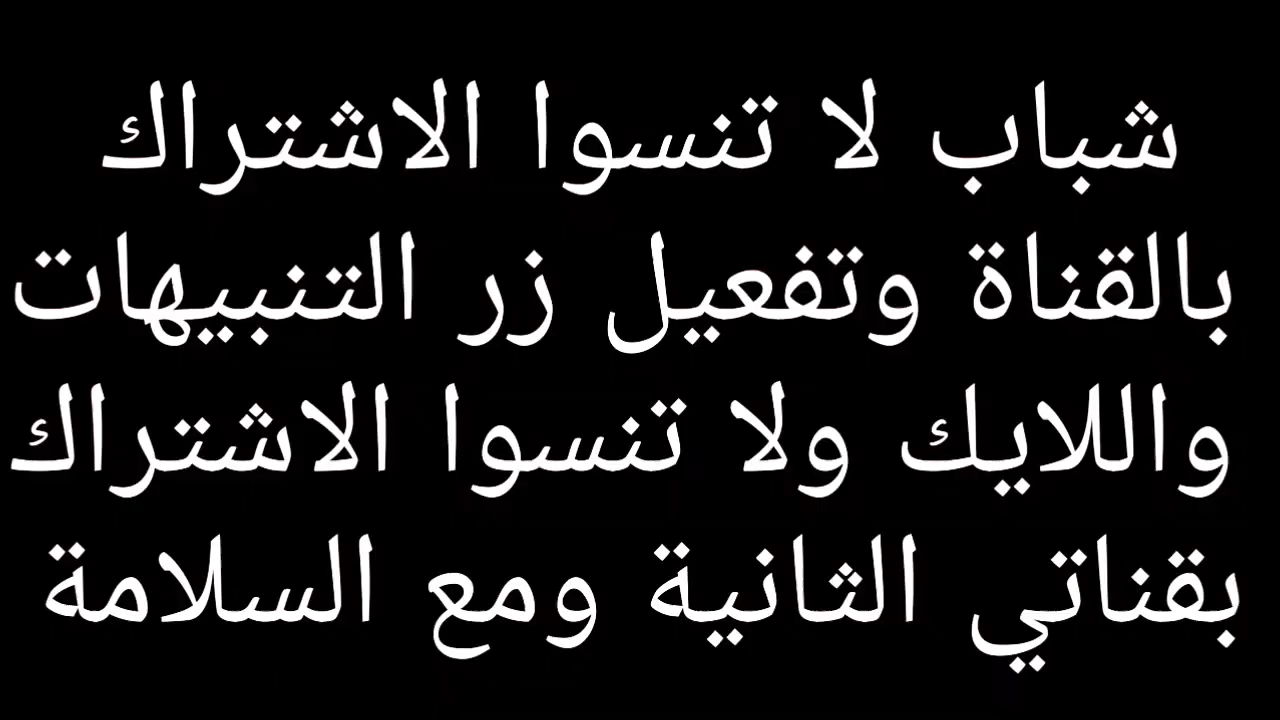 شباب لا تنسوا الاشتراك
بالقناة وتفعيل زر التنبيهات
واللايك ولا تنسوا الاشتراك
بقناتي الثانية ومع السلامة